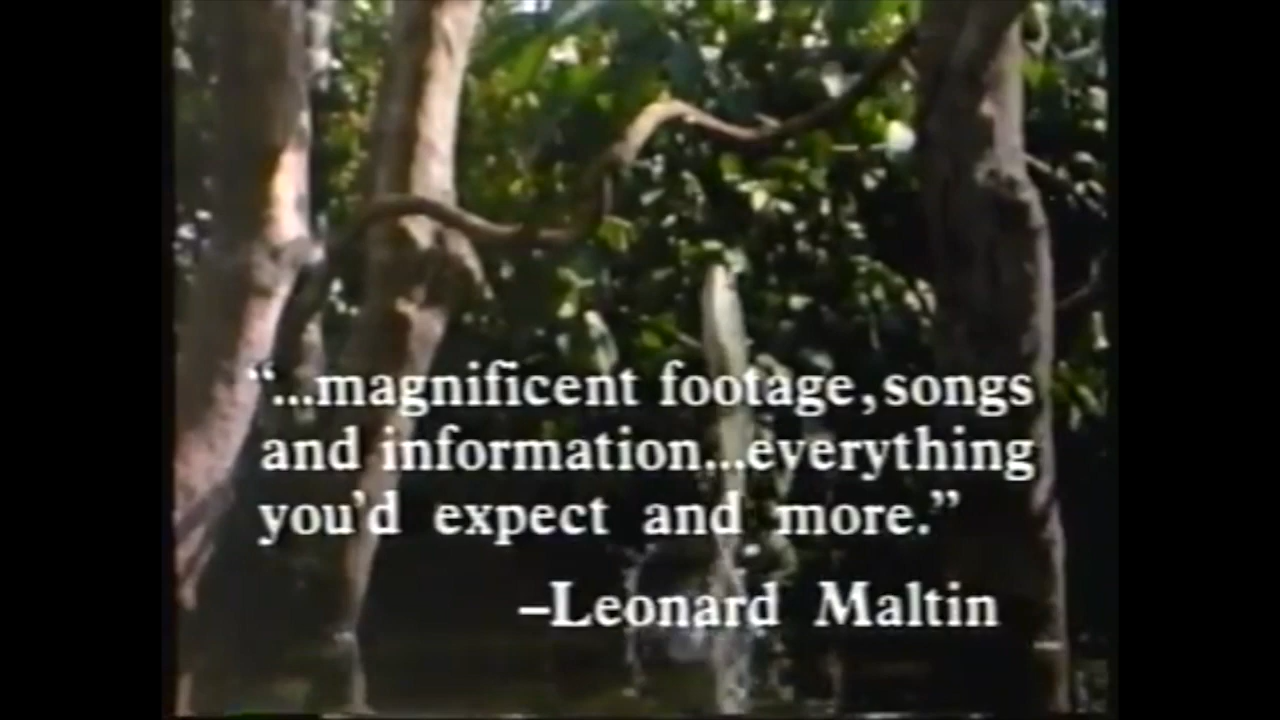 “...magnificent footage, songs
and information...everything
you’d expect and more.”
–Leonard Maltin